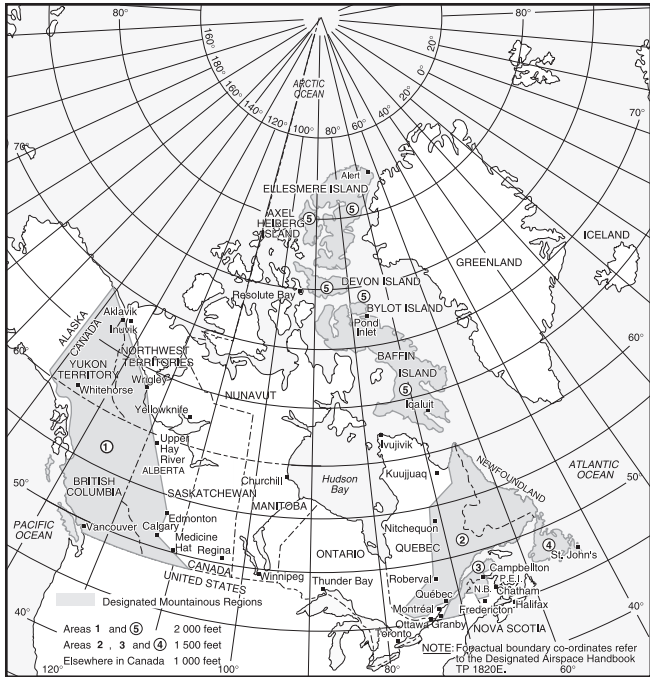 80°
80°
160°
20°
160°
0°
140°
20°
120°
40°
100°
80°
60°
ARCTIC
OCEAN
70°
70°
Alert
ELLESMERE ISLAND
5
AXEL
HEIBERG
ISLAND
5
ICELAND
GREENLAND
DEVON ISLAND
5
Resolute Bay
5
BYLOT ISLAND
Pond
Inlet
ALASKA
CANADA
Aklavik
Inuvik
60°
60°
BAFFIN
ISLAND
NORTHWEST
TERRITORIES
YUKON
TERRITORY
Wrigley
Whitehorse
5
Iqaluit
NUNAVUT
Yellowknife
1
Upper
Hay
River
Ivujivik
ALBERTA
Kuujjuaq
NEWFOUNDLAND
ATLANTIC
OCEAN
50°
50°
BRITISH
COLUMBIA
SASKATCHEWAN
Churchill
Hudson
Bay
MANITOBA
PACIFIC
OCEAN
Vancouver
Calgary
Edmonton
Medicine
Hat
Regina
Nitchequon
QUEBEC
2
4
St. John's
ONTARIO
3
Campbellton
P.E.I.
N.B.
Chatham
CANADA
UNITED STATES
Winnipeg
Thunder Bay
Roberval
Québec
Fredericton
Halifax
Montréal
Ottawa
Granby
Toronto
NOVA SCOTIA
Designated Mountainous Regions
40°
40°
Areas 1 and 5 2 000 feet
Areas 2 , 3 and 4 1 500 feet
Elsewhere in Canada 1 000 feet
NOTE: For actual boundary co-ordinates refer
to the Designated Airspace Handbook
TP 1820E.
120°
100°
80°
60°